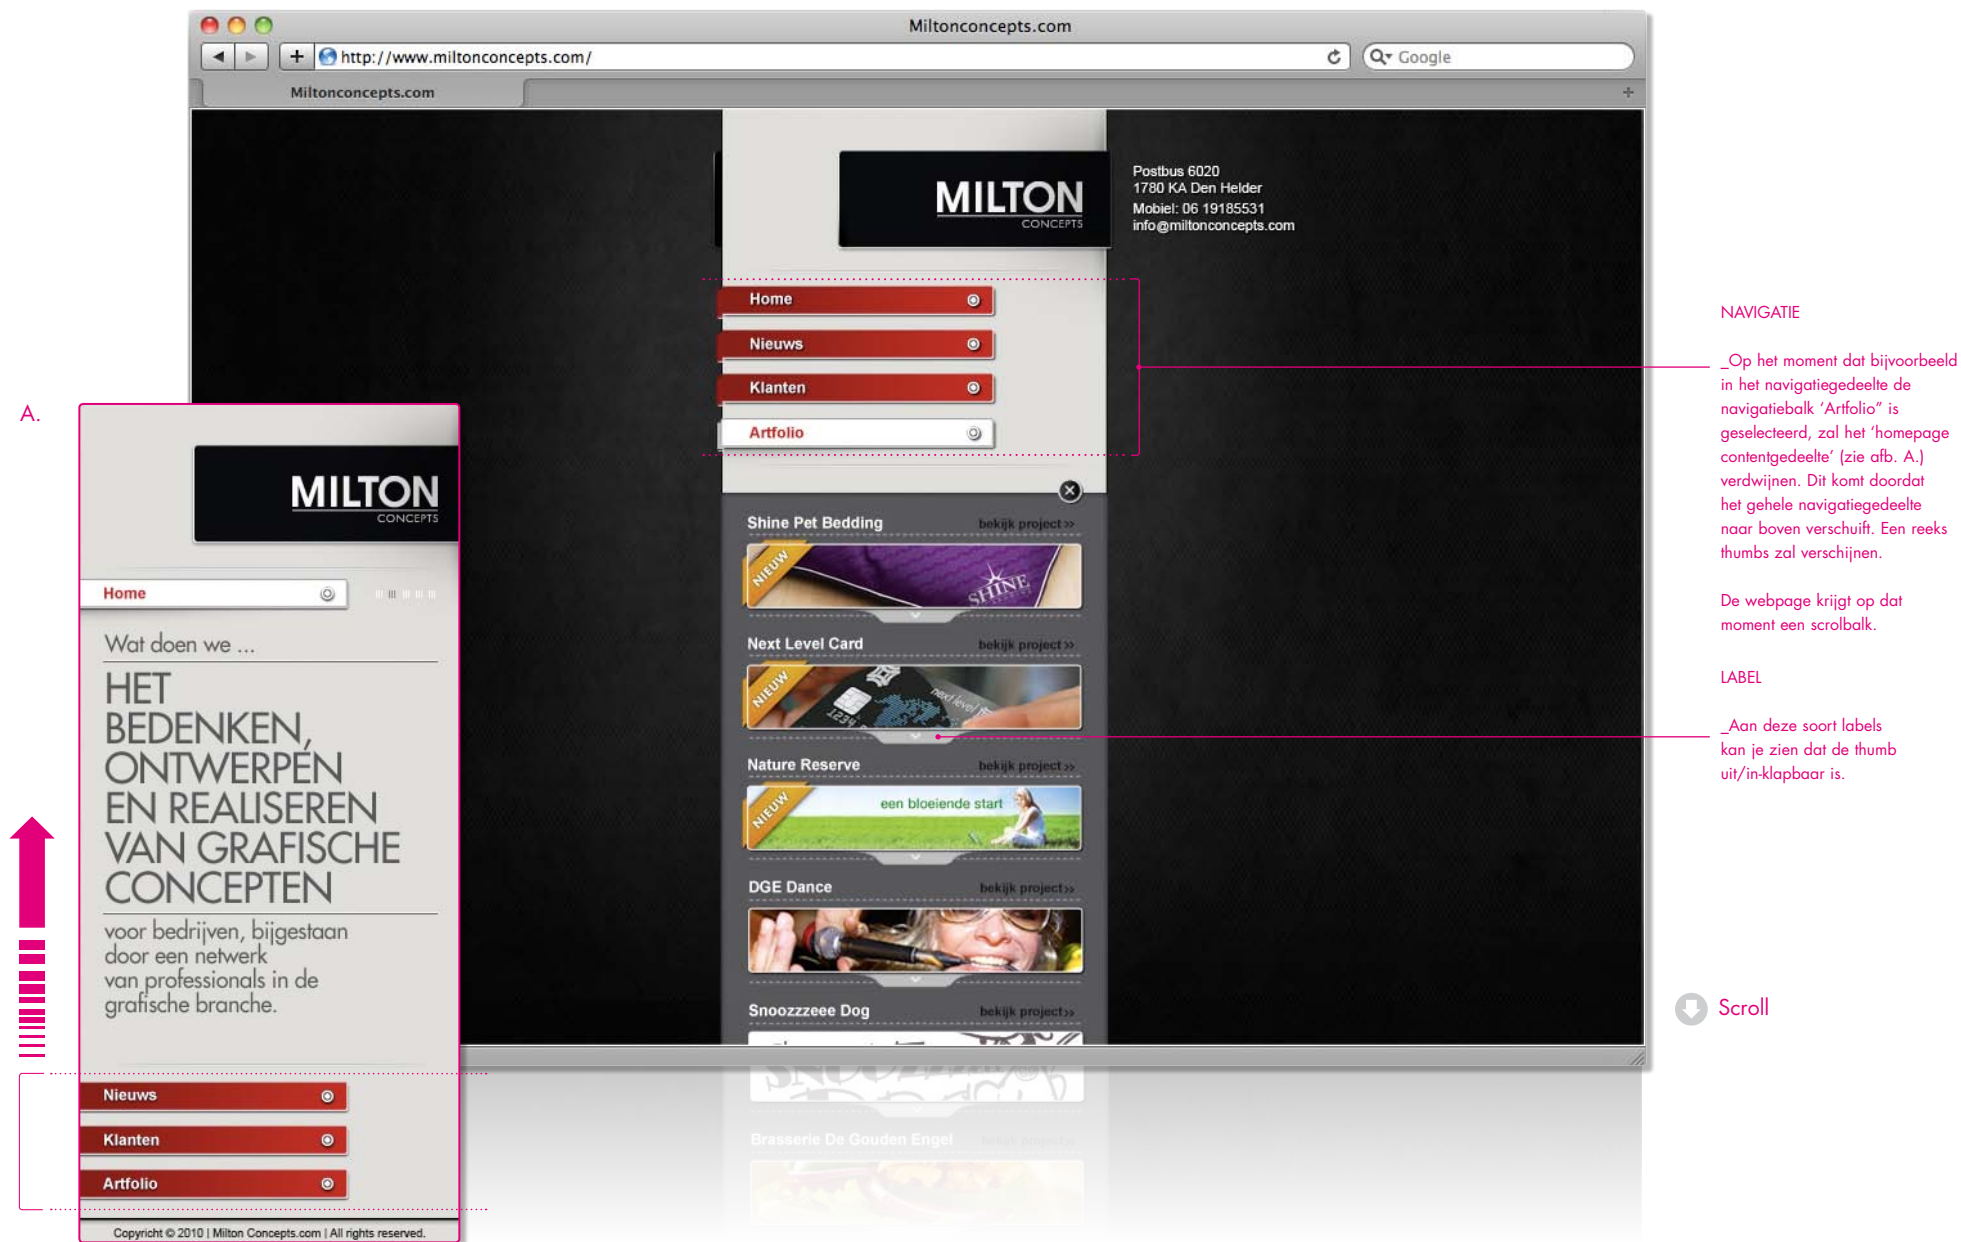 Miltonconcepts.com
http://www.miltonconcepts.com/
Google
Miltonconcepts.com
MILTON
CONCEPTS
Postbus 6020
1780 KA Den Helder
Mobiel: 06 19185531
info@miltonconcepts.com
Home
Nieuws
Klanten
Artfolio
Shine Pet Bedding
bekijk project>>
NIEUW
SHINE
Next Level Card
bekijk project>>
NIEUW
next level
1234
Nature Reserve
bekijk project>>
NIEUW
een bloeiende start
DGE Dance
bekijk project>>
Snoozzzeee Dog
bekijk project>>
Brasserie De Gouden Engel
bekijk project>>
A.
MILTON
CONCEPTS
Home
Wat doen we ...
HET
BEDENKEN,
ONTWERPEN
EN REALISEREN
VAN GRAFISCHE
CONCEPTEN
voor bedrijven, bijgestaan
door een netwerk
van professionals in de
grafische branche.
Nieuws
Klanten
Artfolio
Copyright © 2010 | Milton Concepts.com | All rights reserved.
NAVIGATIE
_Op het moment dat bijvoorbeeld
in het navigatiegedeelte de
navigatiebalk ‘Artfolio” is
geselecteerd, zal het ‘homepage
contentgedeelte’ (zie afb. A.)
verdwijnen. Dit komt doordat
het gehele navigatiegedeelte
naar boven verschuift. Een reeks
thumbs zal verschijnen.
De webpage krijgt op dat
moment een scrolbalk.
LABEL
_Aan deze soort labels
kan je zien dat de thumb
uit/in-klapbaar is.
Scroll